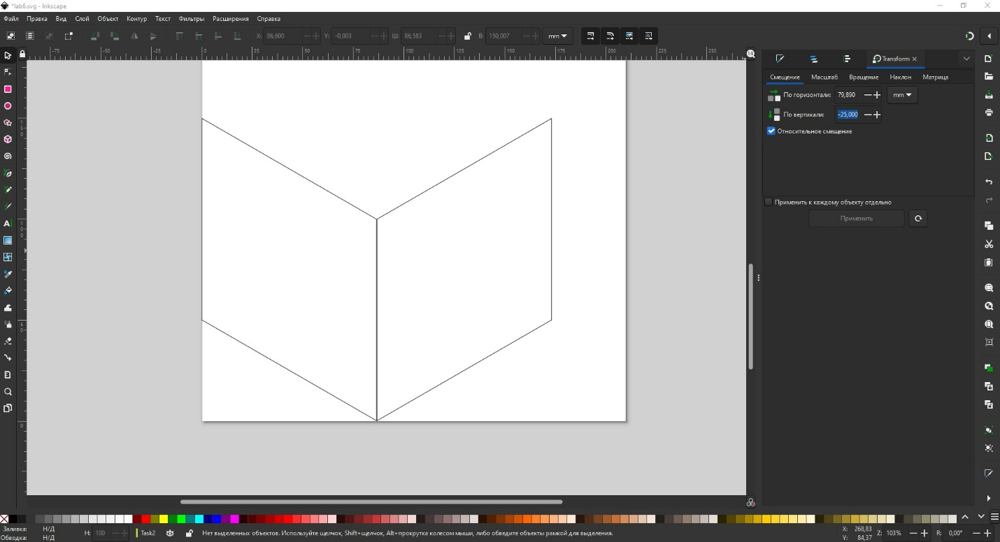 *lab6.svg - Inkscape
Файл Правка Вид Слой Объект Контур Текст Фильтры Расширения Справка
X: 86,600 Y: -0,003 Ш: 86,583 В: 150,007 mm
-75 -50 -25 0 25 50 75 100 125 150 175 200 225 250
Transform
Смещение Масштаб Вращение Наклон Матрица
По горизонтали: 79,890 mm
По вертикали: -25,000
Относительное смещение
150
Применить к каждому объекту отдельно
Применить
100
50
0
Заливка: Н/Д
Обводка: Н/Д
Н: 100
Task2
Нет выделенных объектов. Используйте щелчок, Shift+щелчок, Alt+прокрутка колесом мыши, либо обведите объекты рамкой для выделения.
X: 268,83
Y: 84,37
Z: 103%
R: 0,00°